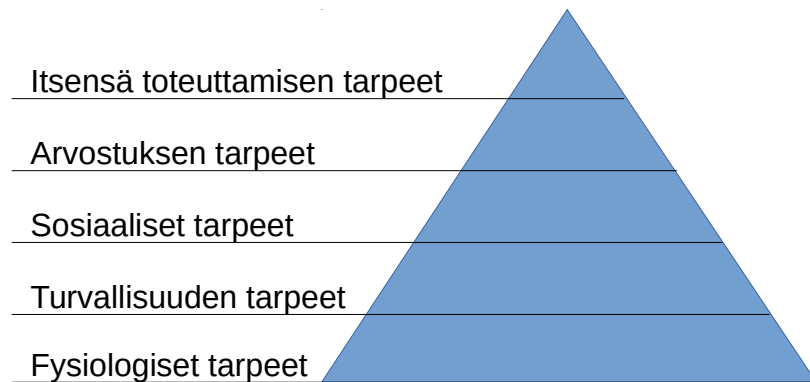 Itsensä toteuttamisen tarpeet
Arvostuksen tarpeet
Sosiaaliset tarpeet
Turvallisuuden tarpeet
Fysiologiset tarpeet